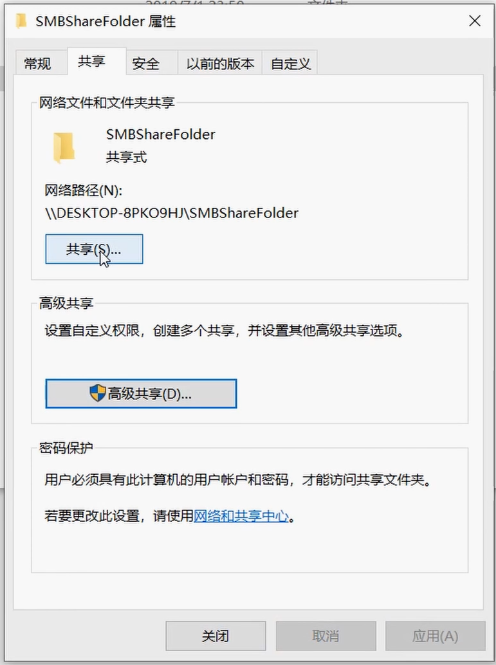 SMBShareFolder 属性
常规
共享
安全
以前的版本
自定义
网络文件和文件夹共享
SMBShareFolder
共享式
网络路径(N):
\\DESKTOP-8PKO9HJ\SMBShareFolder
共享(S)...
高级共享
设置自定义权限，创建多个共享，并设置其他高级共享选项。
高级共享(D)...
密码保护
用户必须具有此计算机的用户帐户和密码，才能访问共享文件夹。
若要更改此设置，请使用网络和共享中心。
关闭
取消
应用(A)